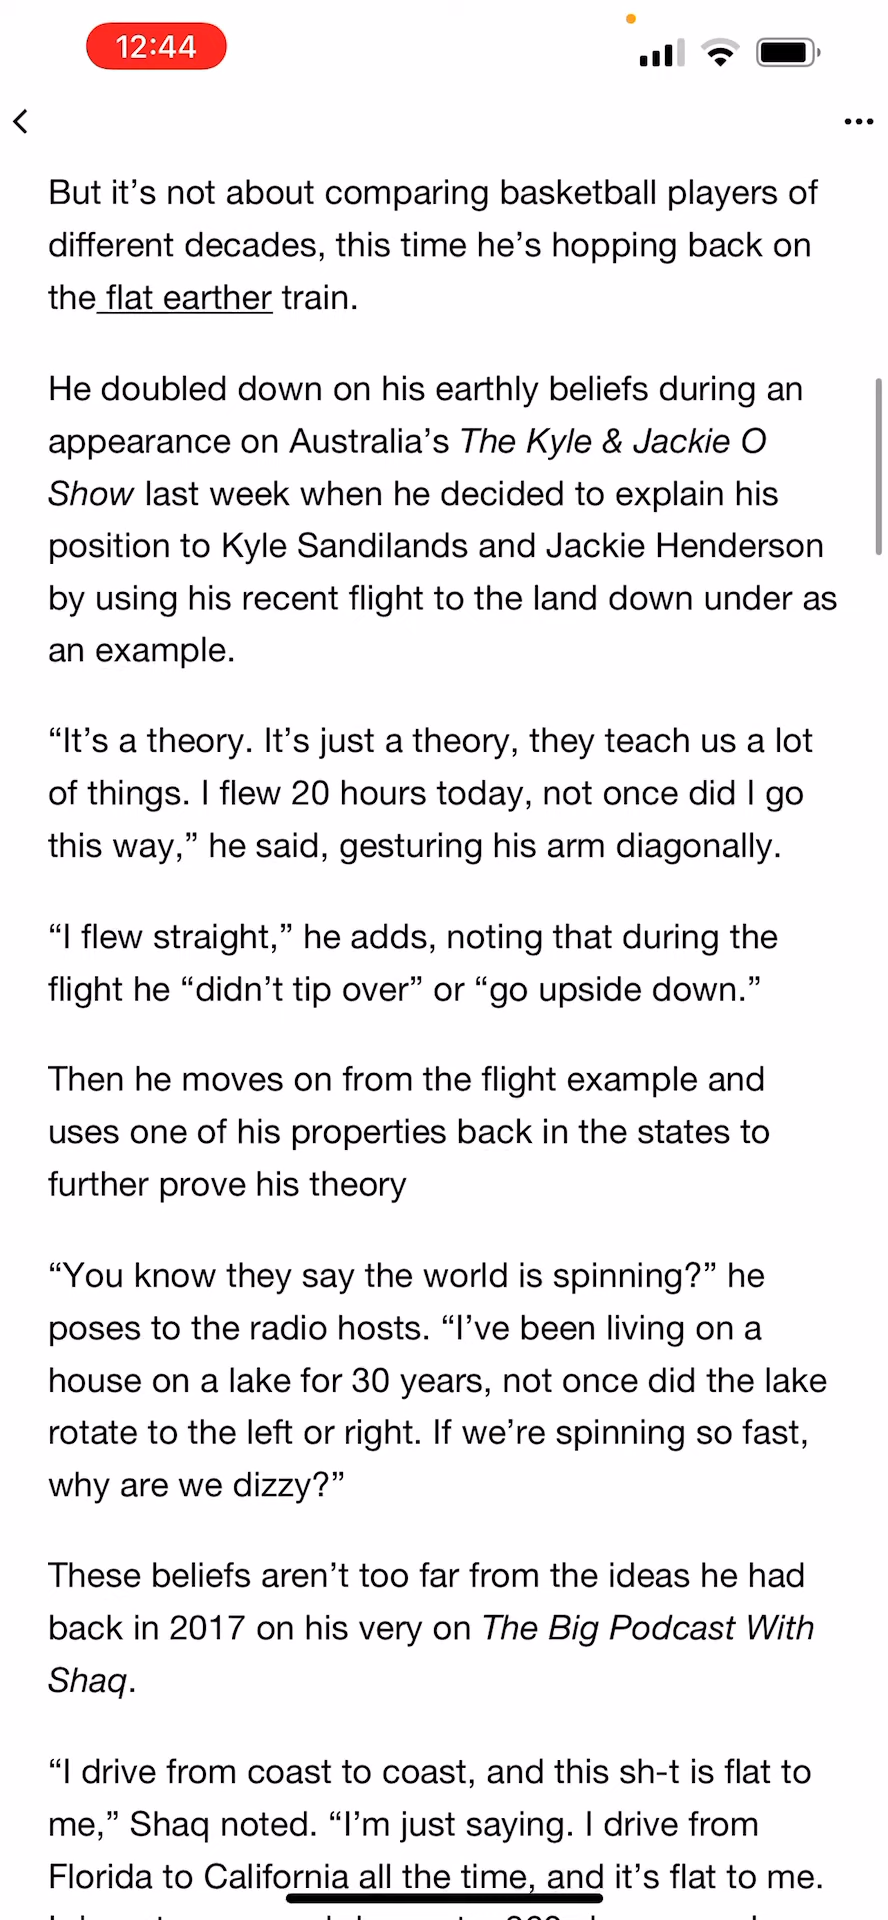 12:44
But it’s not about comparing basketball players of
different decades, this time he’s hopping back on
the flat earther train.
He doubled down on his earthly beliefs during an
appearance on Australia’s The Kyle & Jackie O
Show last week when he decided to explain his
position to Kyle Sandilands and Jackie Henderson
by using his recent flight to the land down under as
an example.
“It’s a theory. It’s just a theory, they teach us a lot
of things. I flew 20 hours today, not once did I go
this way,” he said, gesturing his arm diagonally.
“I flew straight,” he adds, noting that during the
flight he “didn’t tip over” or “go upside down.”
Then he moves on from the flight example and
uses one of his properties back in the states to
further prove his theory
“You know they say the world is spinning?” he
poses to the radio hosts. “I’ve been living on a
house on a lake for 30 years, not once did the lake
rotate to the left or right. If we’re spinning so fast,
why are we dizzy?”
These beliefs aren’t too far from the ideas he had
back in 2017 on his very on The Big Podcast With
Shaq.
“I drive from coast to coast, and this sh-t is flat to
me,” Shaq noted. “I’m just saying. I drive from
Florida to California all the time, and it’s flat to me.